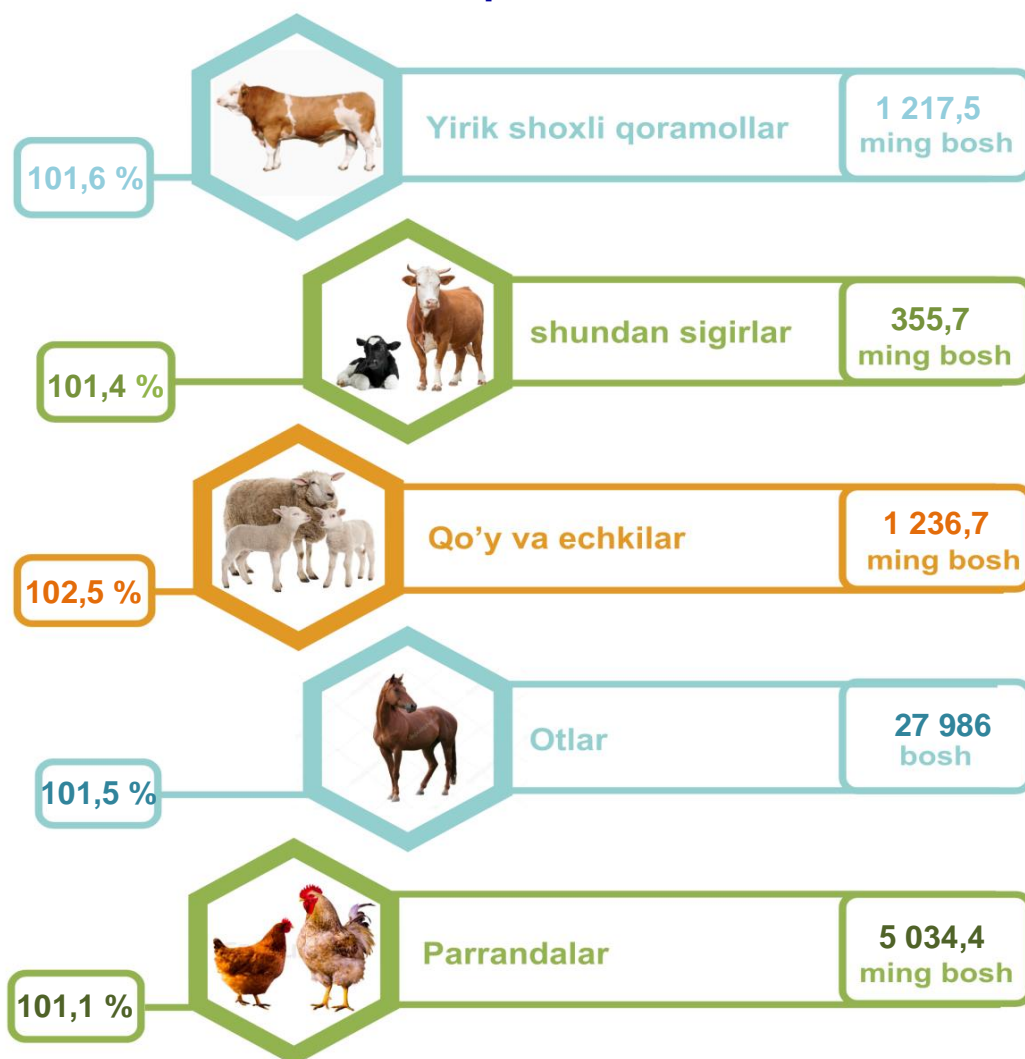 Yirik shoxli qoramollar
1 217,5
ming bosh
101,6 %
shundan sigirlar
355,7
ming bosh
101,4 %
Qo’y va echkilar
1 236,7
ming bosh
102,5 %
Otlar
27 986
bosh
101,5 %
Parrandalar
5 034,4
ming bosh
101,1 %